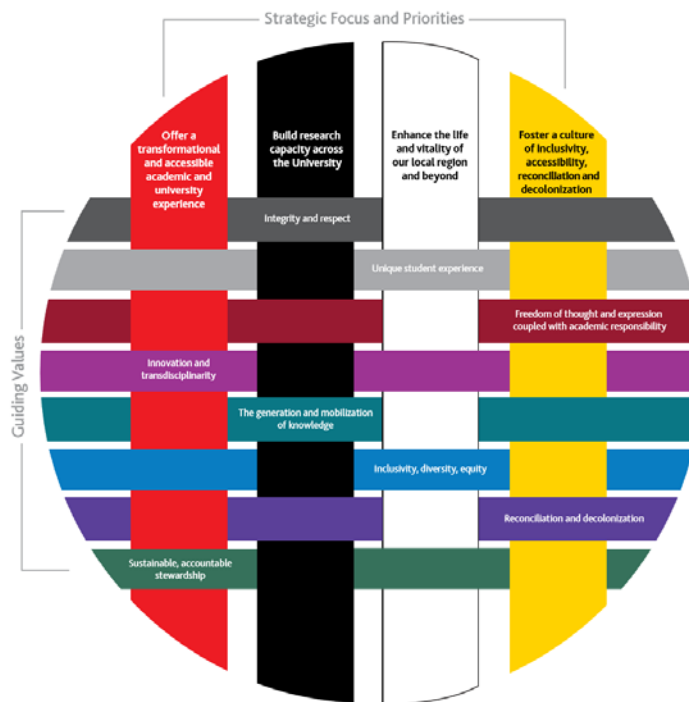 Strategic Focus and Priorities
Offer a
transformational
and accessible
academic and
university
experience
Build research
capacity across
the University
Enhance the life
and vitality of
our local region
and beyond
Foster a culture
of inclusivity,
accessibility,
reconciliation and
decolonization
Guiding Values
Integrity and respect
Unique student experience
Freedom of thought and expression
coupled with academic responsibility
Innovation and
transdisciplinarity
The generation and mobilization
of knowledge
Inclusivity, diversity, equity
Reconciliation and decolonization
Sustainable, accountable
stewardship